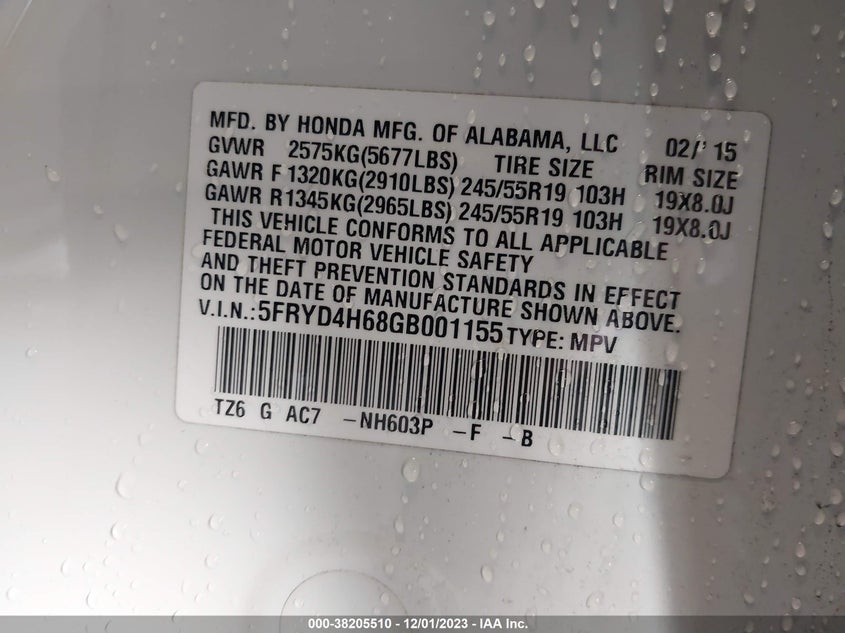 MFD. BY HONDA MFG. OF ALABAMA, LLC 02/'15
GVWR 2575KG(5677LBS) TIRE SIZE RIM SIZE
GAWR F 1320KG(2910LBS) 245/55R19 103H 19X8.0J
GAWR R1345KG(2965LBS) 245/55R19 103H 19X8.0J
THIS VEHICLE CONFORMS TO ALL APPLICABLE
FEDERAL MOTOR VEHICLE SAFETY
AND THEFT PREVENTION STANDARDS IN EFFECT
ON THE DATE OF MANUFACTURE SHOWN ABOVE.
V.I.N.:5FRYD4H68GB001155 TYPE: MPV
TZ6 G AC7 -NH603P -F -B
000-38205510 - 12/01/2023 - IAA Inc.